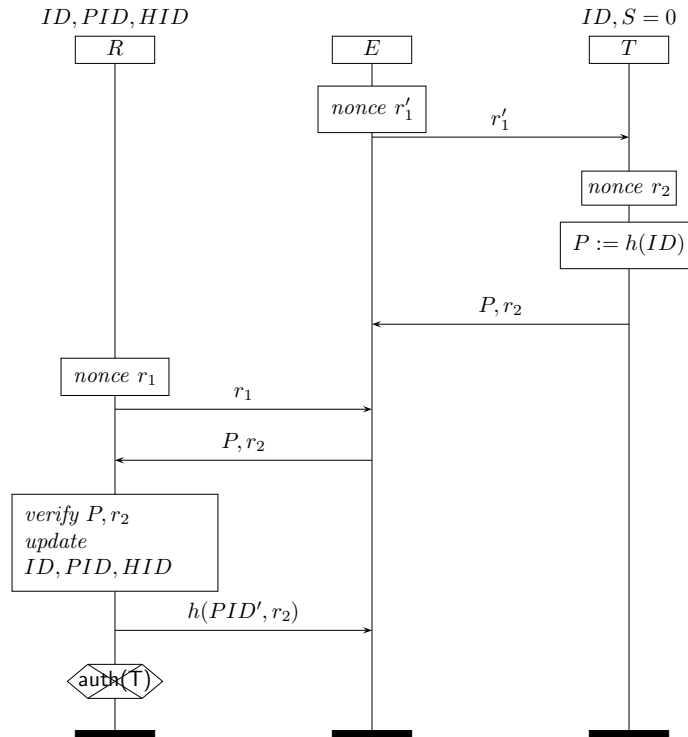 ID, PID, HID
ID, S = 0
R
E
T
nonce r′₁
r′₁
nonce r₂
P := h(ID)
P, r₂
nonce r₁
r₁
P, r₂
verify P, r₂
update
ID, PID, HID
h(PID′, r₂)
auth(T)